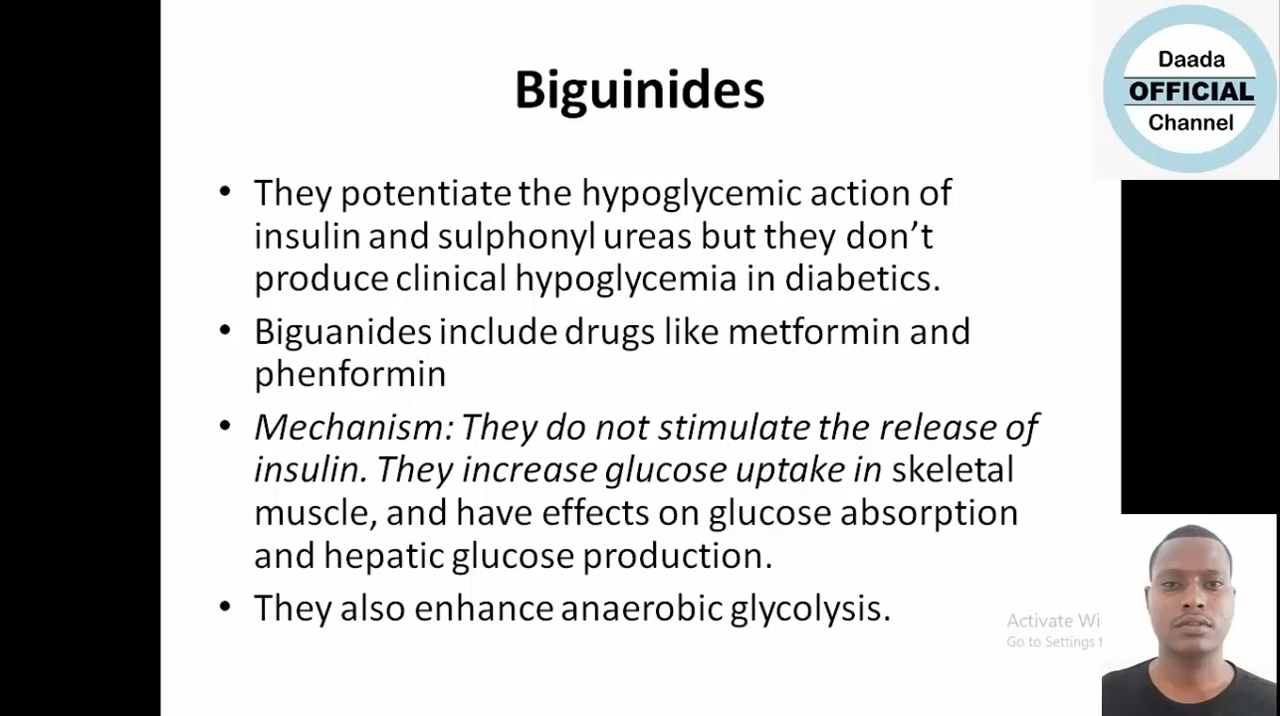 Biguinides
Daada
OFFICIAL
Channel
• They potentiate the hypoglycemic action of
insulin and sulphonyl ureas but they don’t
produce clinical hypoglycemia in diabetics.
• Biguanides include drugs like metformin and
phenformin
• Mechanism: They do not stimulate the release of
insulin. They increase glucose uptake in skeletal
muscle, and have effects on glucose absorption
and hepatic glucose production.
• They also enhance anaerobic glycolysis.
Activate Wi
Go to Settings t